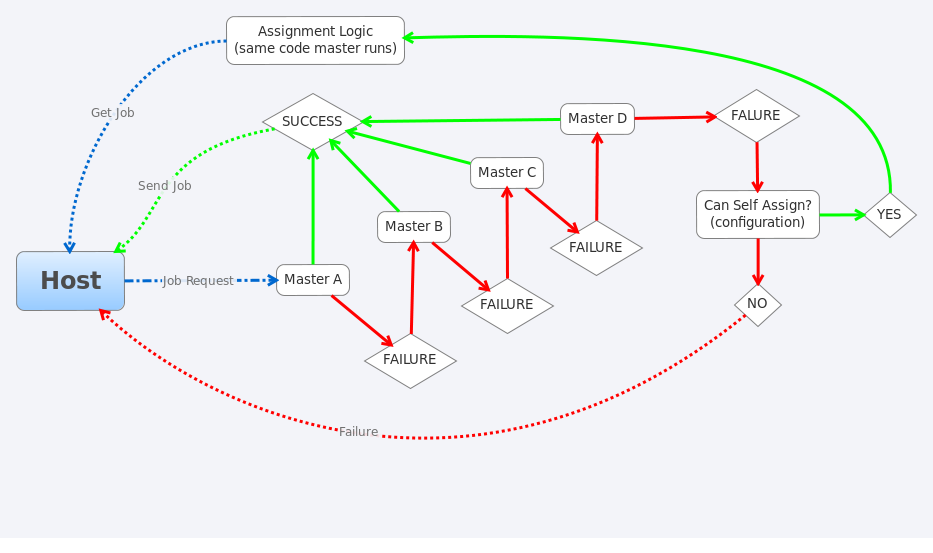 Assignment Logic
(same code master runs)
Get Job
SUCCESS
Master D
FALURE
Master C
Send Job
Can Self Assign?
(configuration)
YES
Master B
FAILURE
Host
Job Request
Master A
FAILURE
NO
FAILURE
Failure